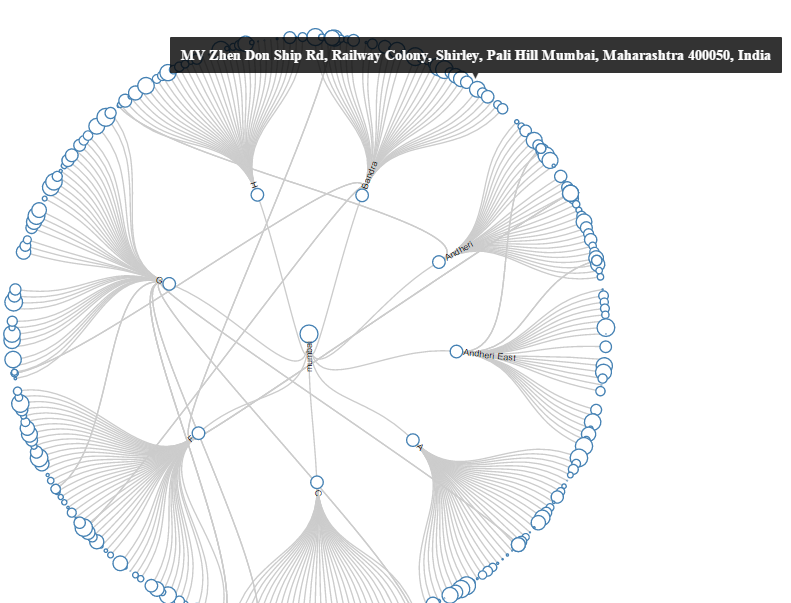 MV Zhen Don Ship Rd, Railway Colony, Shirley, Pali Hill Mumbai, Maharashtra 400050, India
H
Bandra
Andheri
G
mumbai
Andheri East
F
A
C